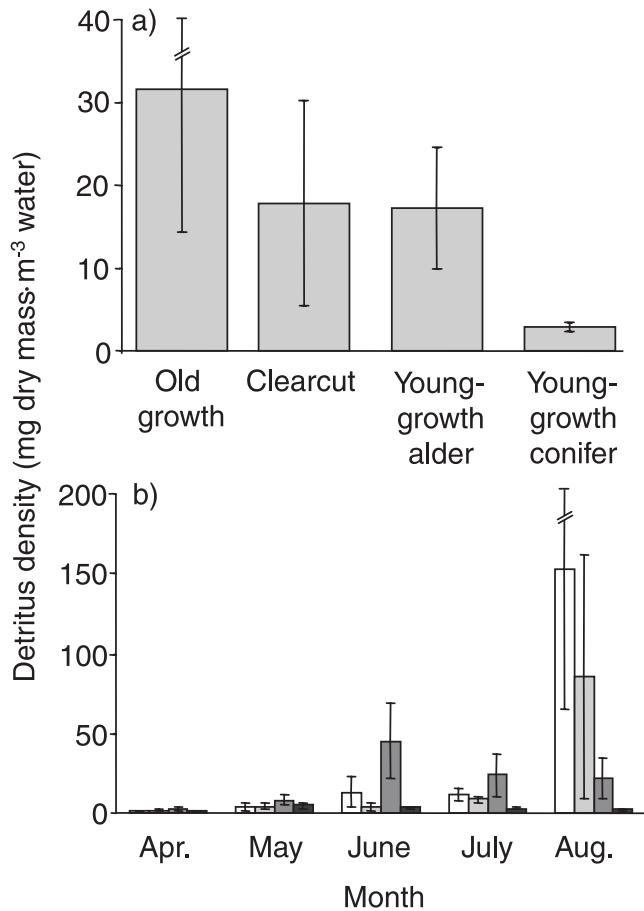 a)
40
30
20
10
0
Old growth
Clearcut
Young-growth alder
Young-growth conifer
Detritus density (mg dry mass·m⁻³ water)
b)
200
150
100
50
0
Apr. May June July Aug.
Month